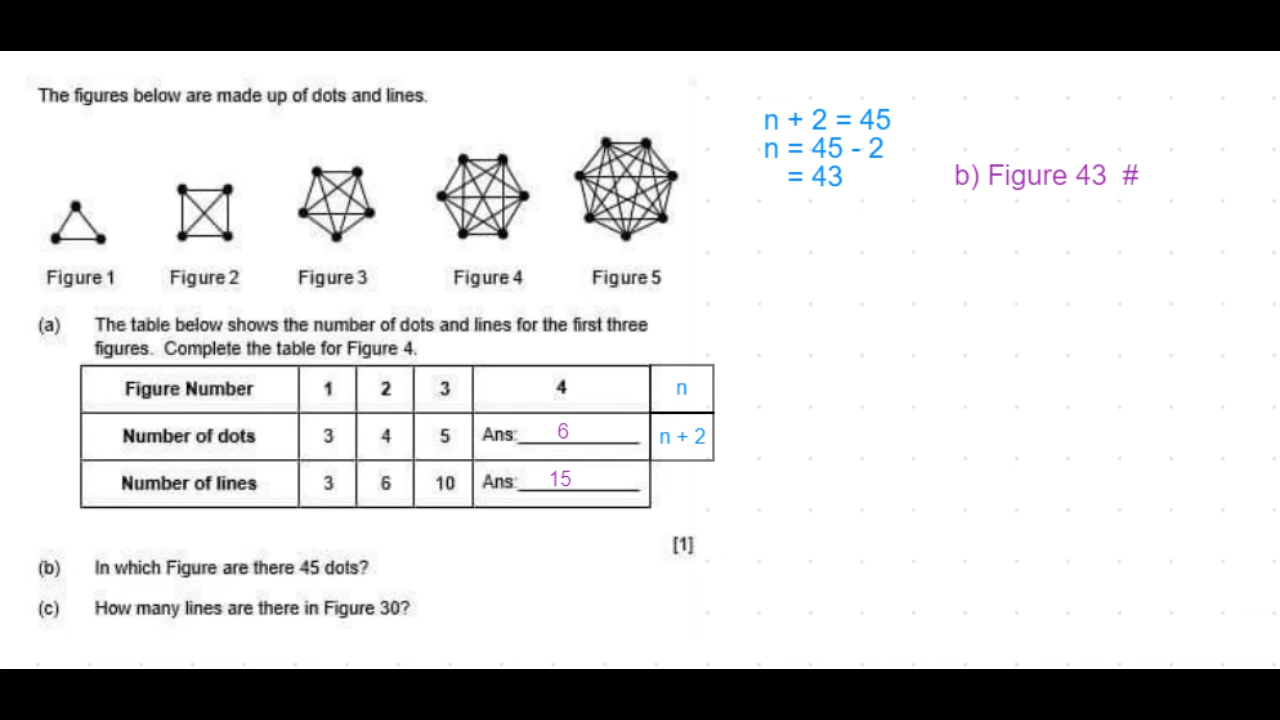 The figures below are made up of dots and lines.
n + 2 = 45
n = 45 - 2
= 43
b) Figure 43 #
Figure 1 Figure 2 Figure 3 Figure 4 Figure 5
(a) The table below shows the number of dots and lines for the first three
figures. Complete the table for Figure 4.
Figure Number 1 2 3 4 n
Number of dots 3 4 5 Ans: 6 n + 2
Number of lines 3 6 10 Ans: 15
[1]
(b) In which Figure are there 45 dots?
(c) How many lines are there in Figure 30?